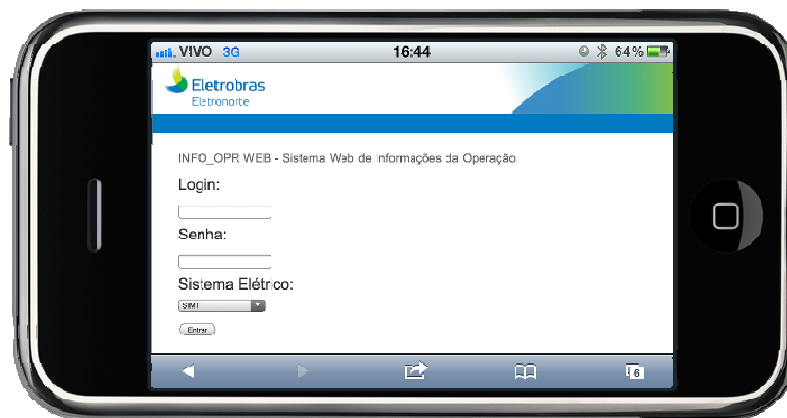 VIVO 3G 16:44 64%
Eletrobras
Eletronorte
INFO_OPR WEB - Sistema Web de Informações da Operação
Login:
Senha:
Sistema Elétrico:
SIMT
Entrar
6